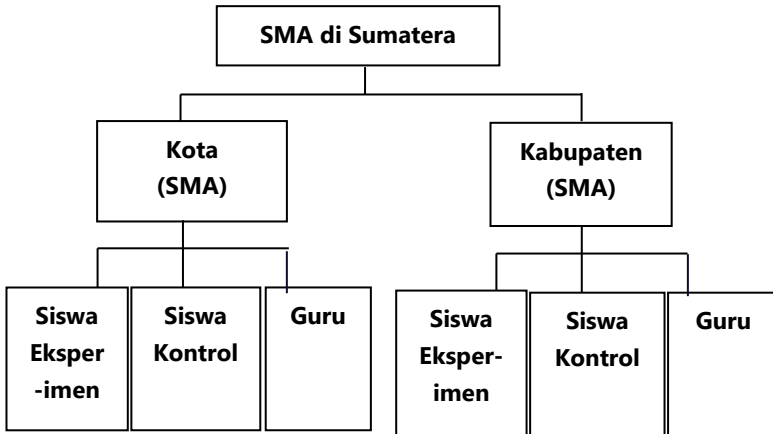 SMA di Sumatera
Kota
(SMA)
Kabupaten
(SMA)
Siswa
Eksper
-imen
Siswa
Kontrol
Guru
Siswa
Eksper-
imen
Siswa
Kontrol
Guru